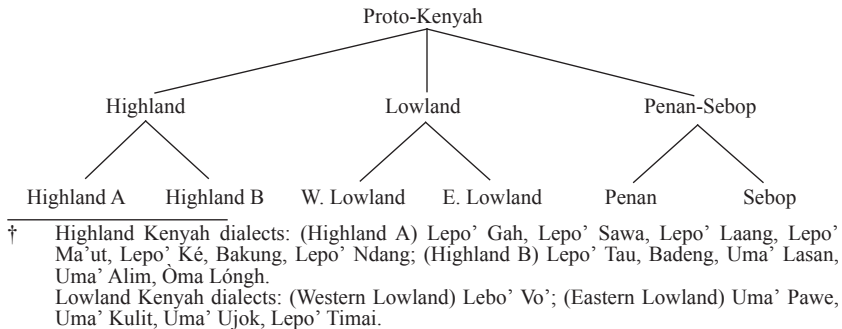 Proto-Kenyah
Highland Lowland Penan-Sebop
Highland A Highland B W. Lowland E. Lowland Penan Sebop
† Highland Kenyah dialects: (Highland A) Lepo’ Gah, Lepo’ Sawa, Lepo’ Laang, Lepo’
Ma’ut, Lepo’ Ké, Bakung, Lepo’ Ndang; (Highland B) Lepo’ Tau, Badeng, Uma’ Lasan,
Uma’ Alim, Òma Lóngh.
Lowland Kenyah dialects: (Western Lowland) Lebo’ Vo’; (Eastern Lowland) Uma’ Pawe,
Uma’ Kulit, Uma’ Ujok, Lepo’ Timai.